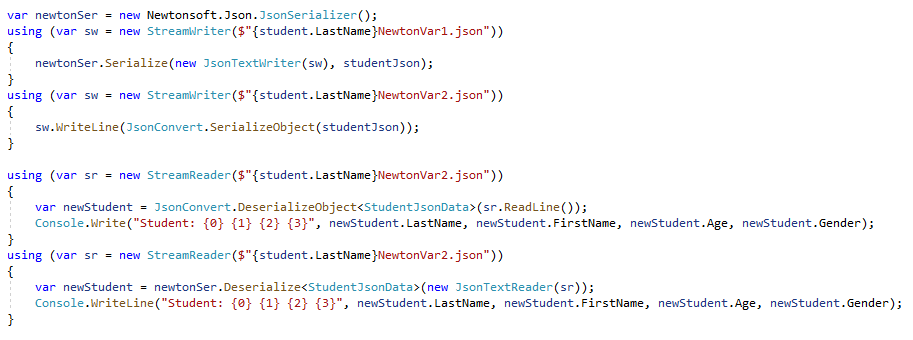 var newtonSer = new Newtonsoft.Json.JsonSerializer();
using (var sw = new StreamWriter($"{student.LastName}NewtonVar1.json"))
{
    newtonSer.Serialize(new JsonTextWriter(sw), studentJson);
}
using (var sw = new StreamWriter($"{student.LastName}NewtonVar2.json"))
{
    sw.WriteLine(JsonConvert.SerializeObject(studentJson));
}

using (var sr = new StreamReader($"{student.LastName}NewtonVar2.json"))
{
    var newStudent = JsonConvert.DeserializeObject<StudentJsonData>(sr.ReadLine());
    Console.Write("Student: {0} {1} {2} {3}", newStudent.LastName, newStudent.FirstName, newStudent.Age, newStudent.Gender);
}
using (var sr = new StreamReader($"{student.LastName}NewtonVar2.json"))
{
    var newStudent = newtonSer.Deserialize<StudentJsonData>(new JsonTextReader(sr));
    Console.WriteLine("Student: {0} {1} {2} {3}", newStudent.LastName, newStudent.FirstName, newStudent.Age, newStudent.Gender);
}